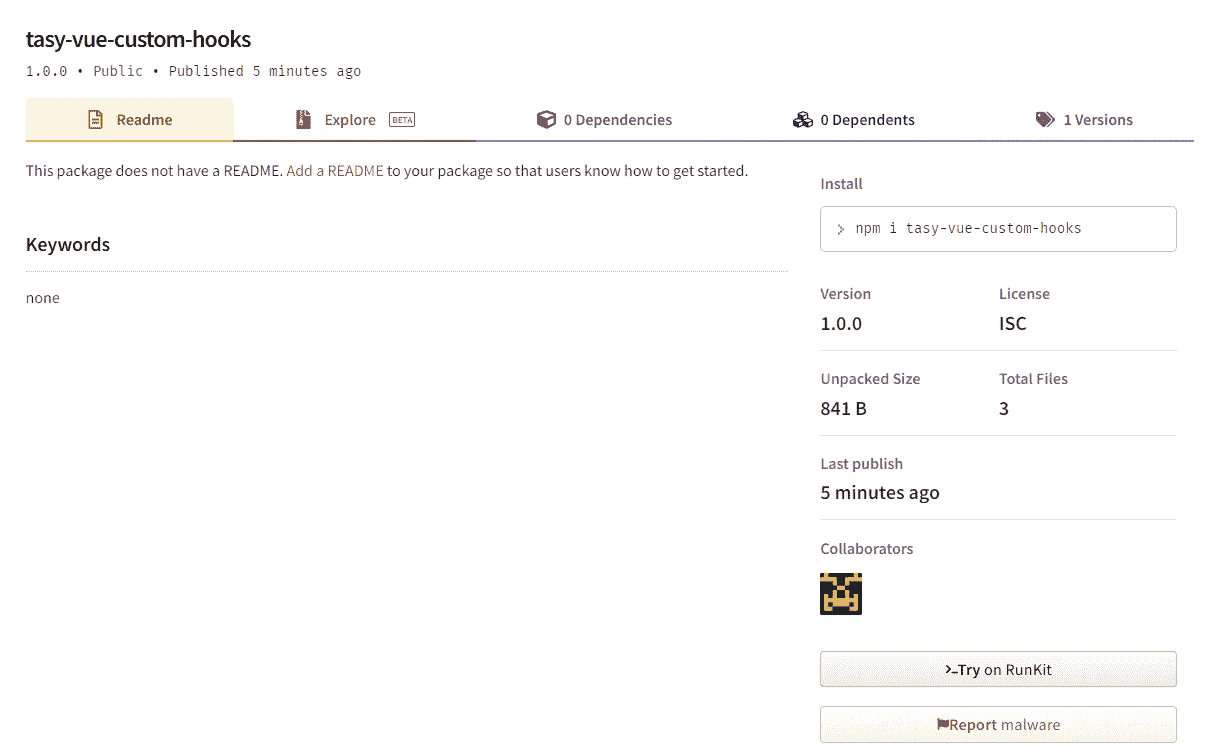 tasy-vue-custom-hooks
1.0.0 • Public • Published 5 minutes ago
Readme
Explore BETA
0 Dependencies
0 Dependents
1 Versions
This package does not have a README. Add a README to your package so that users know how to get started.
Keywords
none
Install
> npm i tasy-vue-custom-hooks
Version
License
1.0.0
ISC
Unpacked Size
Total Files
841 B
3
Last publish
5 minutes ago
Collaborators
Try on RunKit
Report malware